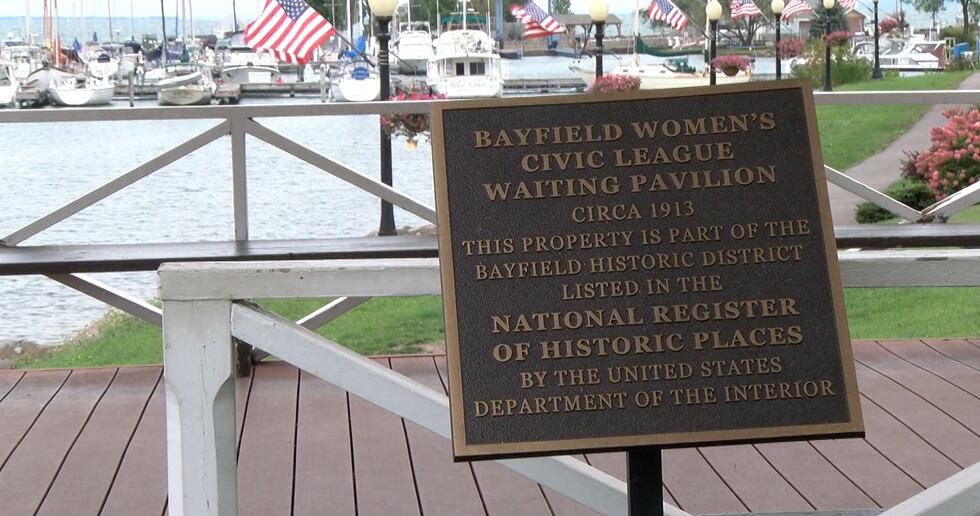 BAYFIELD WOMEN'S
CIVIC LEAGUE
WAITING PAVILION
CIRCA 1913
THIS PROPERTY IS PART OF THE
BAYFIELD HISTORIC DISTRICT
LISTED IN THE
NATIONAL REGISTER
OF HISTORIC PLACES
BY THE UNITED STATES
DEPARTMENT OF THE INTERIOR